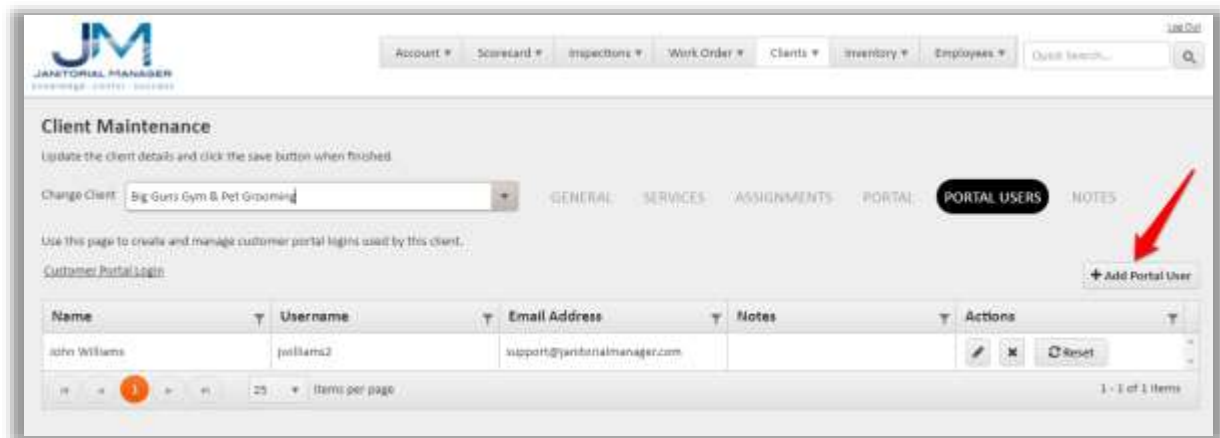 Log Out
JM
JANITORIAL MANAGER
Account Scorecard Inspections Work Order Clients Inventory Employees Quick Search...
Client Maintenance
Update the client details and click the save button when finished.
Change Client Big Guns Gym & Pet Grooming GENERAL SERVICES ASSIGNMENTS PORTAL PORTAL USERS NOTES
Use this page to create and manage customer portal logins used by this client.
Customer Portal Login
+ Add Portal User
Name Username Email Address Notes Actions
John Williams jwilliams2 support@janitorialmanager.com Reset
1 25 items per page 1 - 1 of 1 items